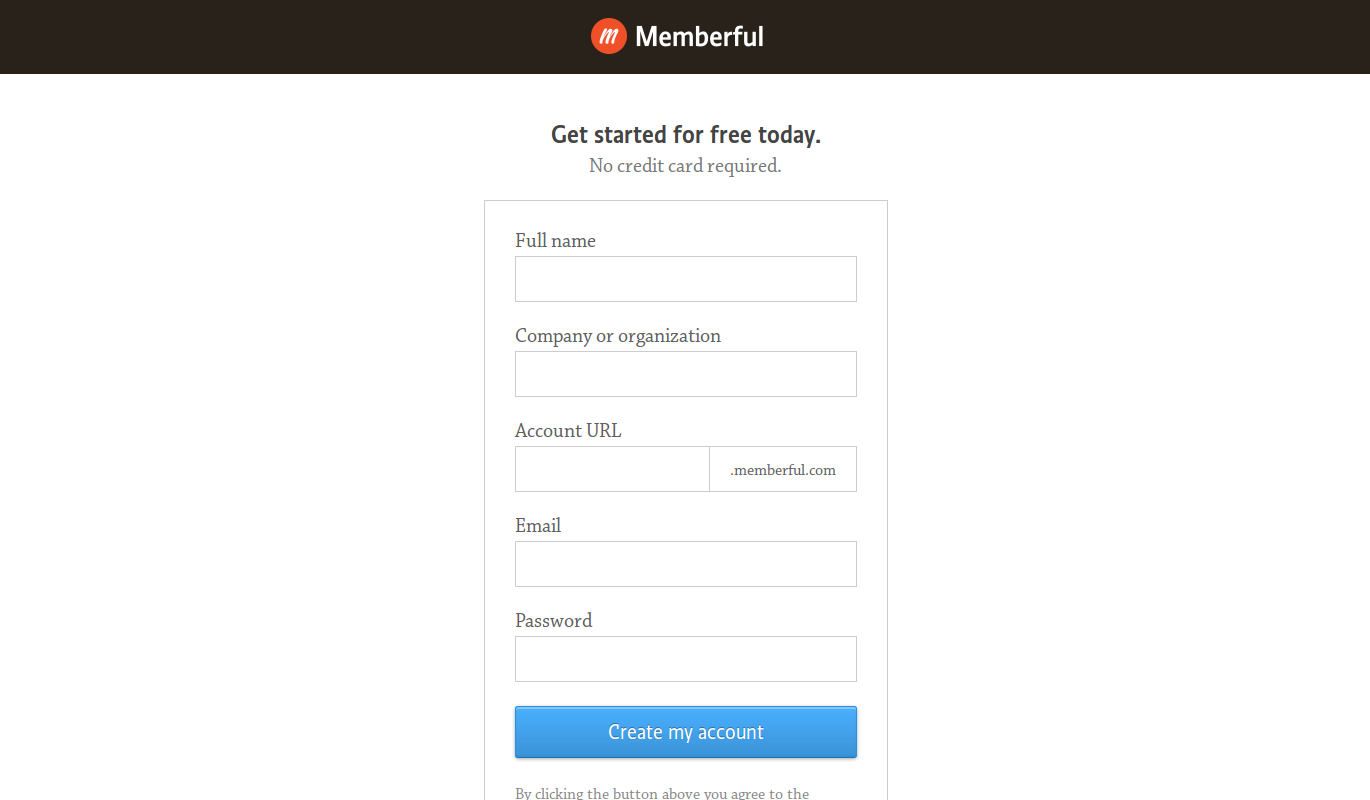 Memberful
Get started for free today.
No credit card required.
Full name
Company or organization
Account URL
.memberful.com
Email
Password
Create my account
By clicking the button above you agree to the